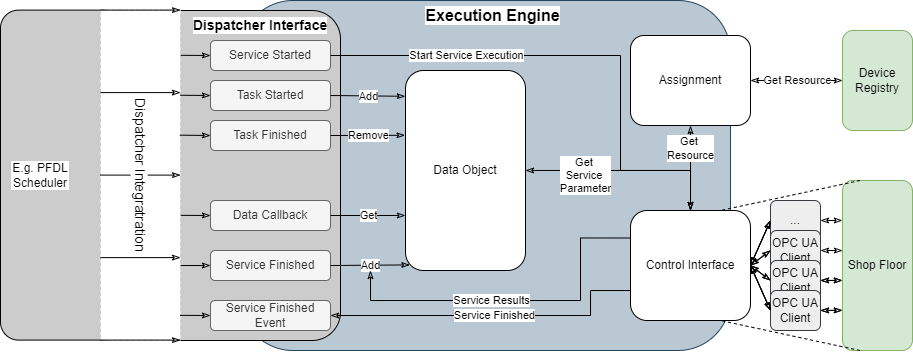 Execution Engine
Dispatcher Interface
Service Started
Start Service Execution
Task Started
Add
Task Finished
Remove
E.g. PFDL
Scheduler
Dispatcher Integtratration
Data Object
Data Callback
Get
Service Finished
Add
Service Finished
Event
Assignment
Get Resource
Device
Registry
Get
Resource
Get
Service
Parameter
Control Interface
Service Results
Service Finished
...
OPC UA
Client
OPC UA
Client
OPC UA
Client
Shop Floor